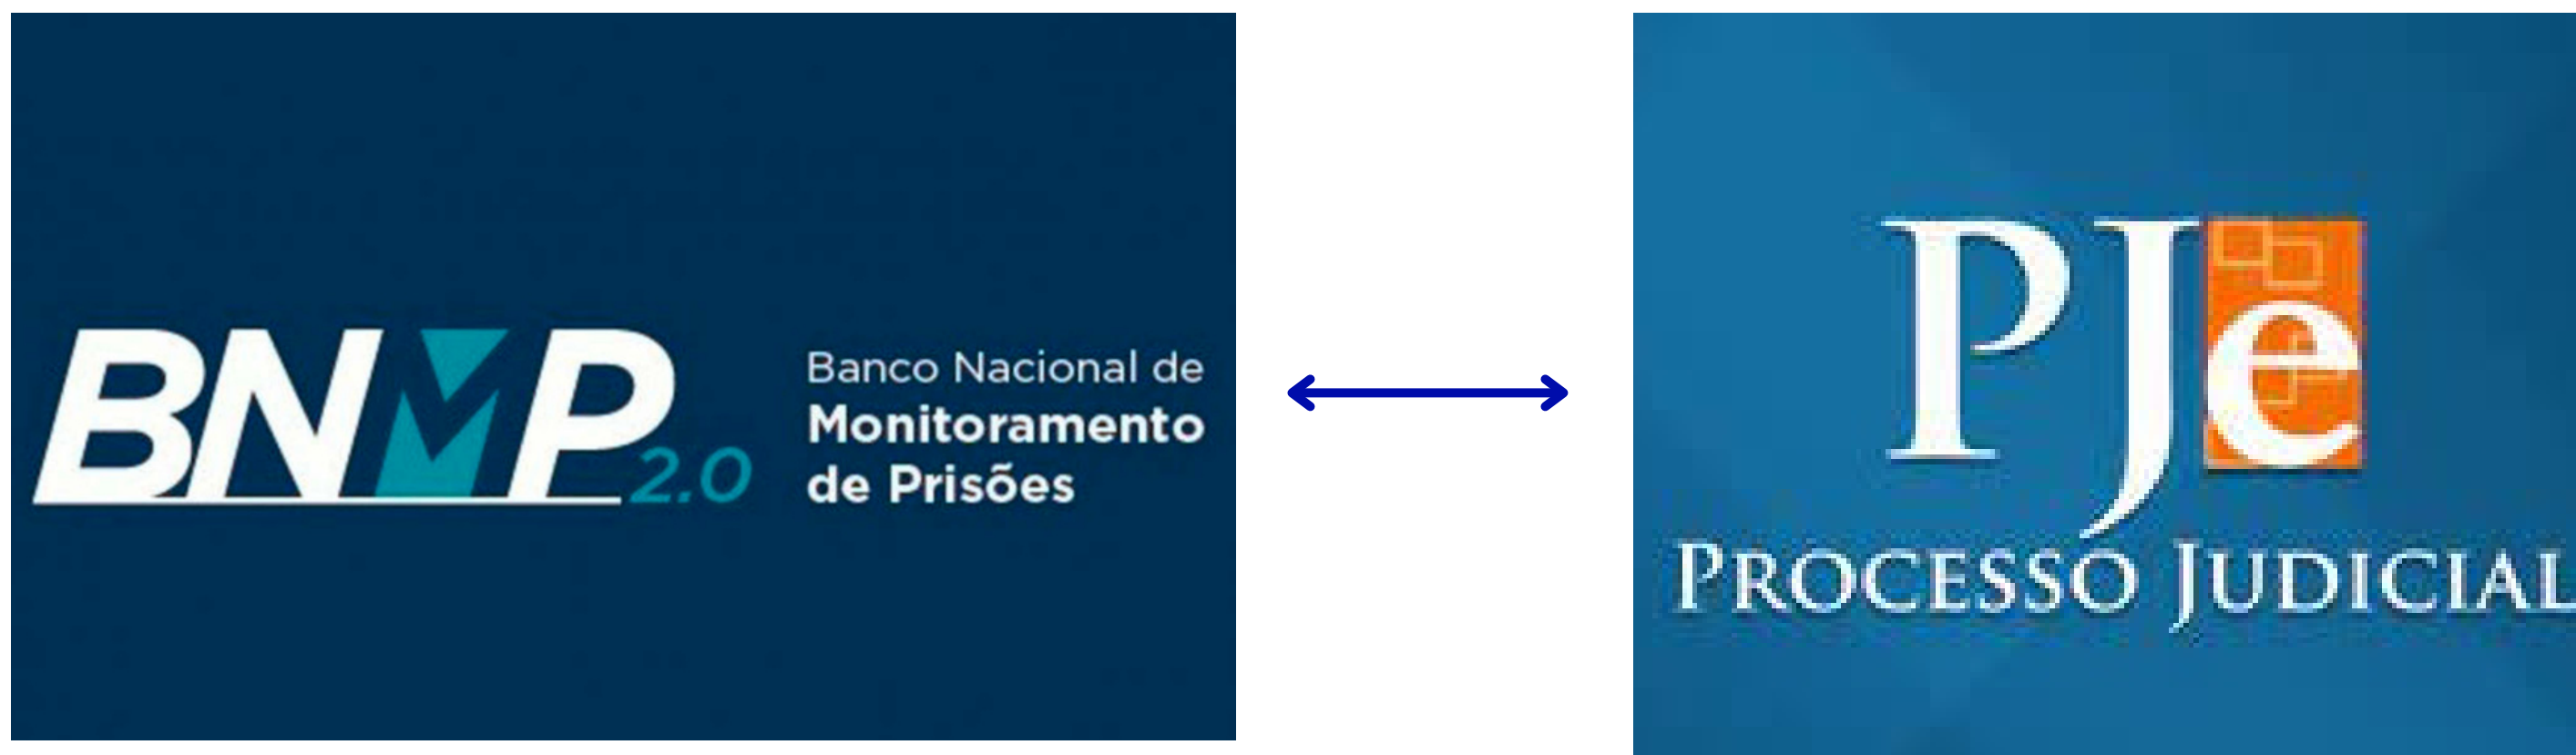 BNMP 2.0
Banco Nacional de
Monitoramento
de Prisões
PJe
PROCESSO JUDICIAL